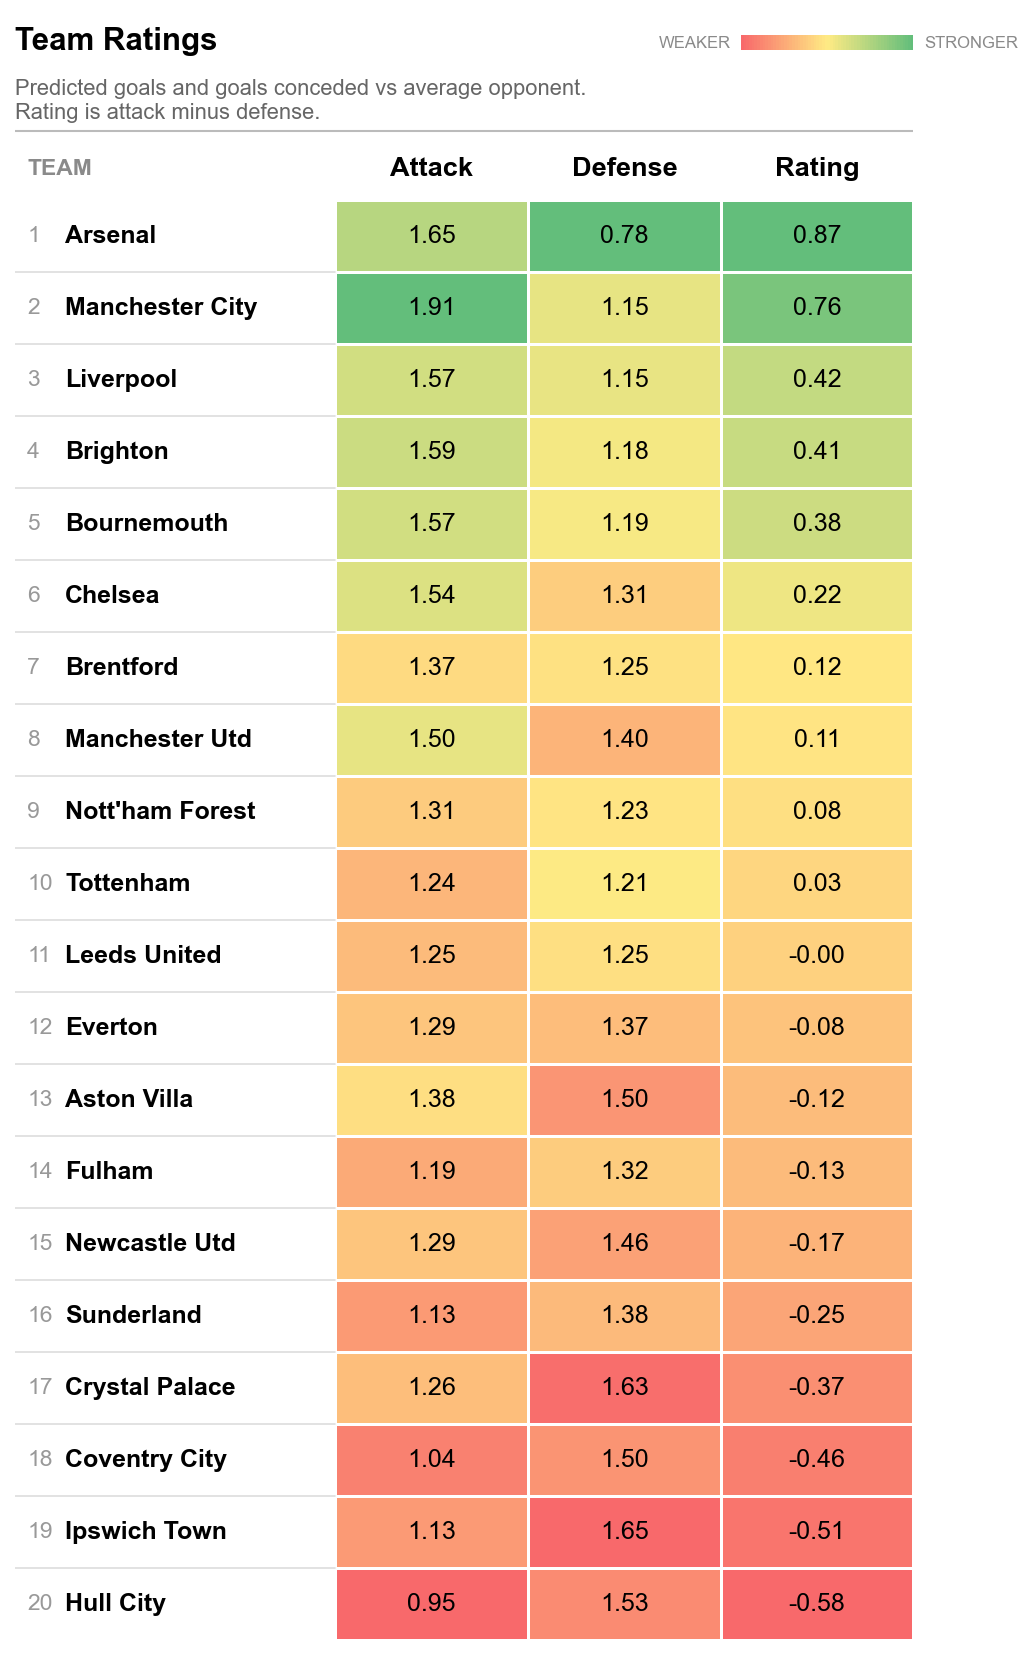 Team Ratings
WEAKER STRONGER
Predicted goals and goals conceded vs average opponent.
Rating is attack minus defense.
TEAM Attack Defense Rating
1 Arsenal 1.65 0.78 0.87
2 Manchester City 1.91 1.15 0.76
3 Liverpool 1.57 1.15 0.42
4 Brighton 1.59 1.18 0.41
5 Bournemouth 1.57 1.19 0.38
6 Chelsea 1.54 1.31 0.22
7 Brentford 1.37 1.25 0.12
8 Manchester Utd 1.50 1.40 0.11
9 Nott'ham Forest 1.31 1.23 0.08
10 Tottenham 1.24 1.21 0.03
11 Leeds United 1.25 1.25 -0.00
12 Everton 1.29 1.37 -0.08
13 Aston Villa 1.38 1.50 -0.12
14 Fulham 1.19 1.32 -0.13
15 Newcastle Utd 1.29 1.46 -0.17
16 Sunderland 1.13 1.38 -0.25
17 Crystal Palace 1.26 1.63 -0.37
18 Coventry City 1.04 1.50 -0.46
19 Ipswich Town 1.13 1.65 -0.51
20 Hull City 0.95 1.53 -0.58